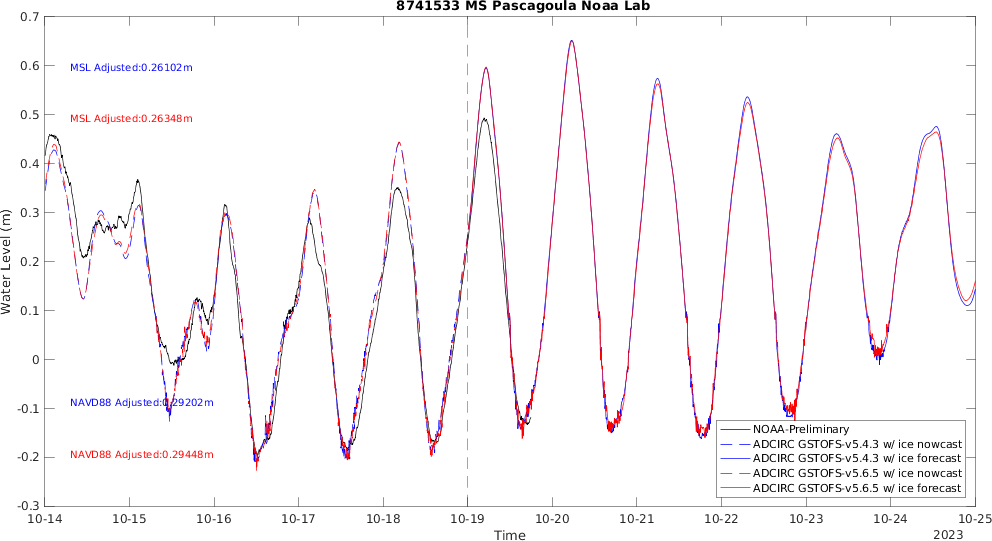 8741533 MS Pascagoula Noaa Lab
0.7
0.6
0.5
0.4
0.3
0.2
0.1
0
-0.1
-0.2
-0.3
Water Level (m)
MSL Adjusted:0.26102m
MSL Adjusted:0.26348m
NAVD88 Adjusted:0.29202m
NAVD88 Adjusted:0.29448m
NOAA-Preliminary
ADCIRC GSTOFS-v5.4.3 w/ ice nowcast
ADCIRC GSTOFS-v5.4.3 w/ ice forecast
ADCIRC GSTOFS-v5.6.5 w/ ice nowcast
ADCIRC GSTOFS-v5.6.5 w/ ice forecast
10-14 10-15 10-16 10-17 10-18 10-19 10-20 10-21 10-22 10-23 10-24 10-25
Time
2023